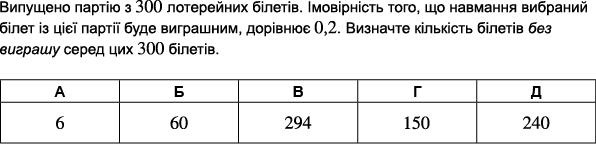 Випущено партію з 300 лотерейних білетів. Імовірність того, що навмання вибраний
білет із цієї партії буде виграшним, дорівнює 0,2. Визначте кількість білетів без
виграшу серед цих 300 білетів.
А Б В Г Д
6 60 294 150 240